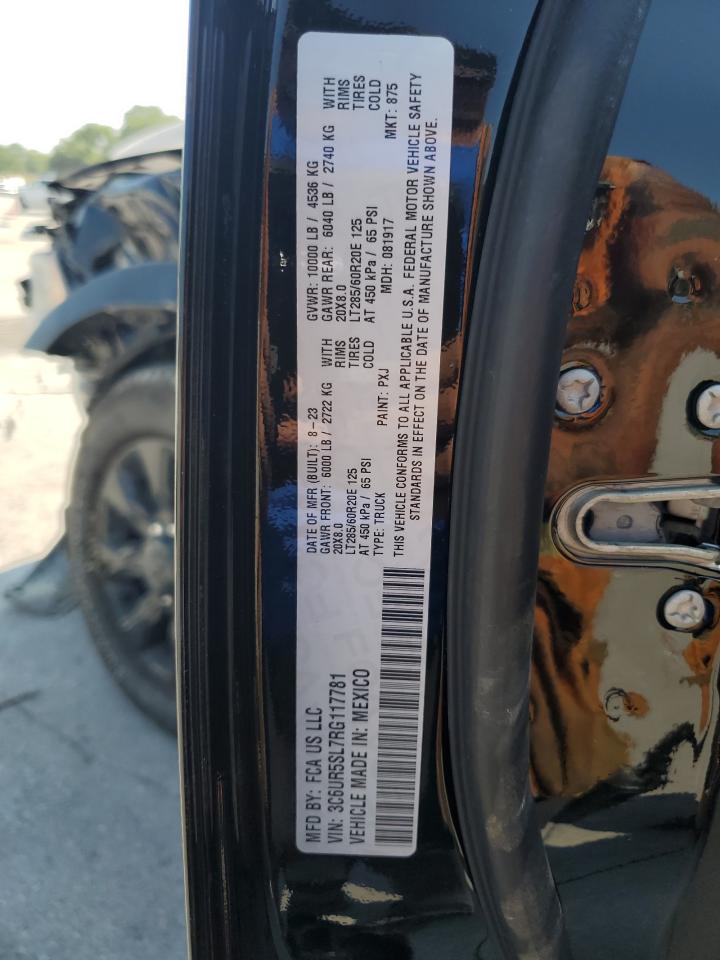 MFD BY: FCA US LLC
VIN: 3C6UR5SL7RG117781
VEHICLE MADE IN: MEXICO
DATE OF MFR (BUILT): 8-23 GVWR: 10000 LB / 4536 KG
GAWR FRONT: 6000 LB / 2722 KG WITH GAWR REAR: 6040 LB / 2740 KG WITH
20X8.0 RIMS 20X8.0 RIMS
LT285/60R20E 125 TIRES LT285/60R20E 125 TIRES
AT 450 kPa / 65 PSI COLD AT 450 kPa / 65 PSI COLD
TYPE: TRUCK PAINT: PXJ MDH: 081917 MKT: 875
THIS VEHICLE CONFORMS TO ALL APPLICABLE U.S.A. FEDERAL MOTOR VEHICLE SAFETY
STANDARDS IN EFFECT ON THE DATE OF MANUFACTURE SHOWN ABOVE.